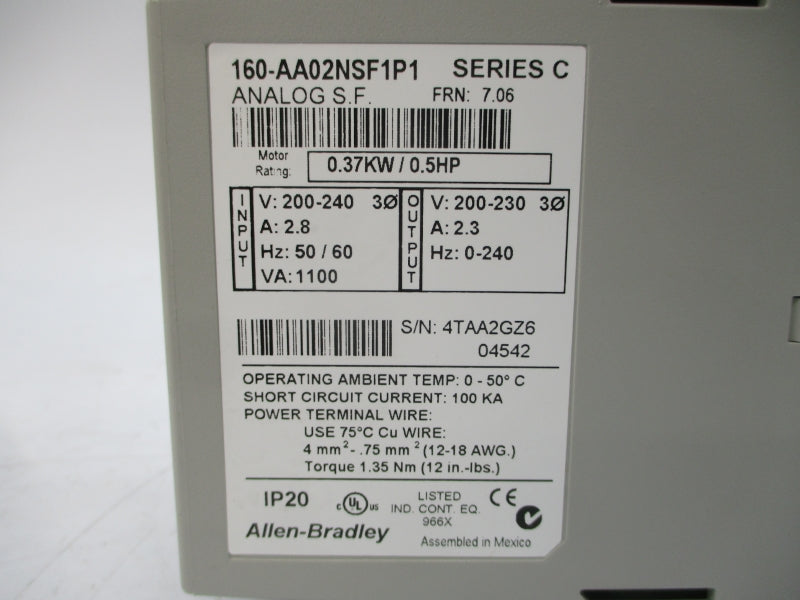 160-AA02NSF1P1 SERIES C
ANALOG S.F. FRN: 7.06
Motor
Rating: 0.37KW / 0.5HP
INPUT
V: 200-240 3Ø
A: 2.8
Hz: 50 / 60
VA: 1100
OUTPUT
V: 200-230 3Ø
A: 2.3
Hz: 0-240
S/N: 4TAA2GZ6
04542
OPERATING AMBIENT TEMP: 0 - 50° C
SHORT CIRCUIT CURRENT: 100 KA
POWER TERMINAL WIRE:
USE 75°C Cu WIRE:
4 mm²- .75 mm² (12-18 AWG.)
Torque 1.35 Nm (12 in.-lbs.)
IP20 c UL us LISTED CE
IND. CONT. EQ.
966X
Allen-Bradley Assembled in Mexico